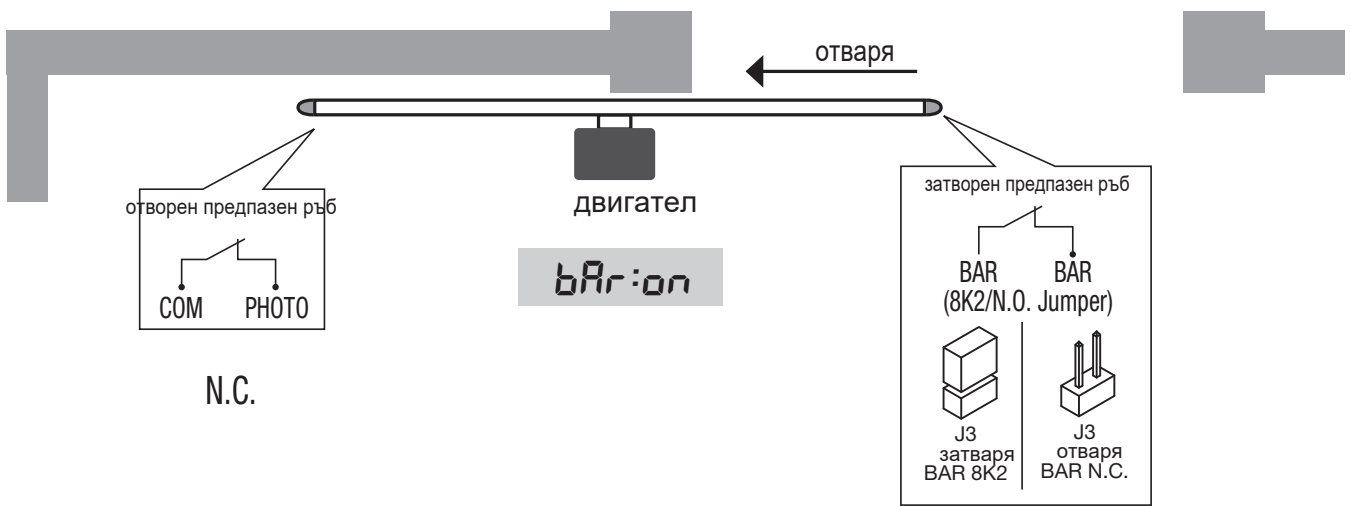 отваря
отворен предпазен ръб
COM PHOTO
N.C.
двигател
bAr:on
затворен предпазен ръб
BAR BAR
(8K2/N.O. Jumper)
J3
затваря
BAR 8K2
J3
отваря
BAR N.C.